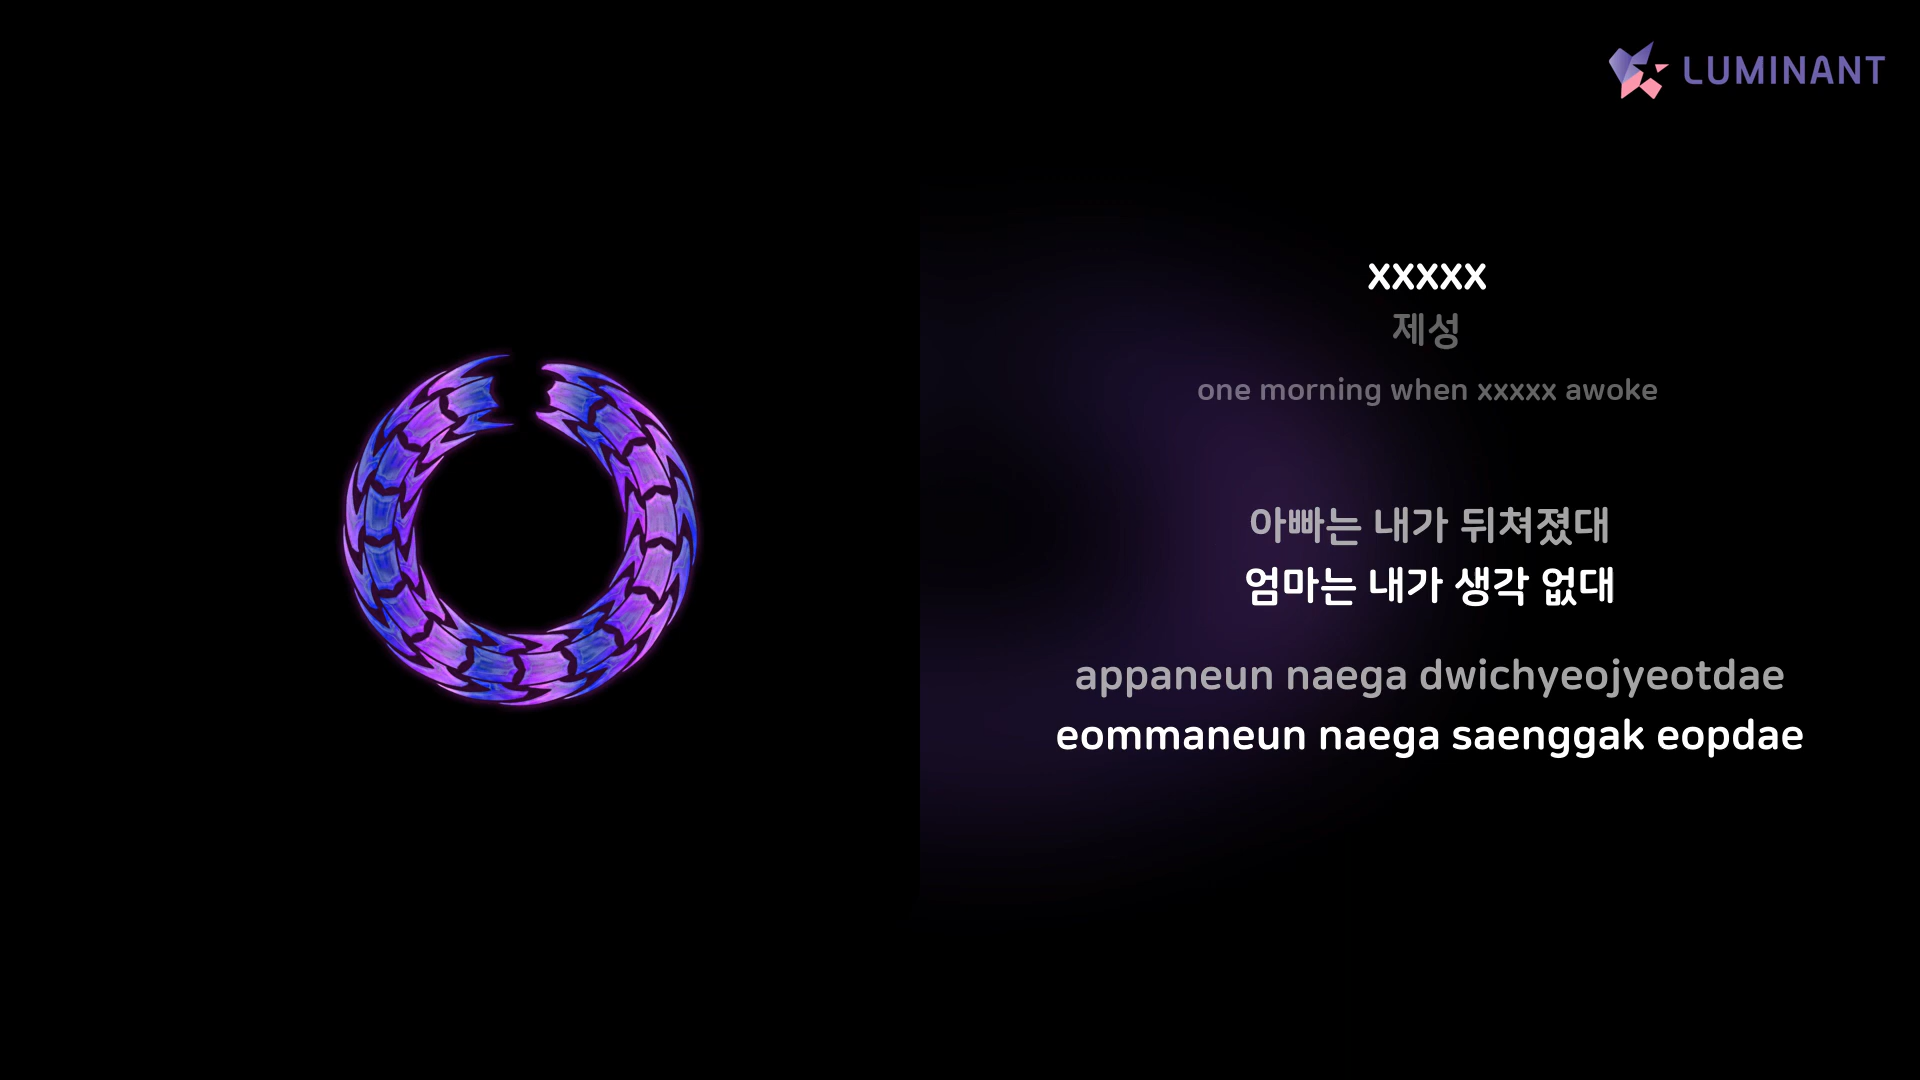 LUMINANT
xxxxx
제성
one morning when xxxxx awoke
아빠는 내가 뒤쳐졌대
엄마는 내가 생각 없대
appaneun naega dwichyeojyeotdae
eommaneun naega saenggak eopdae